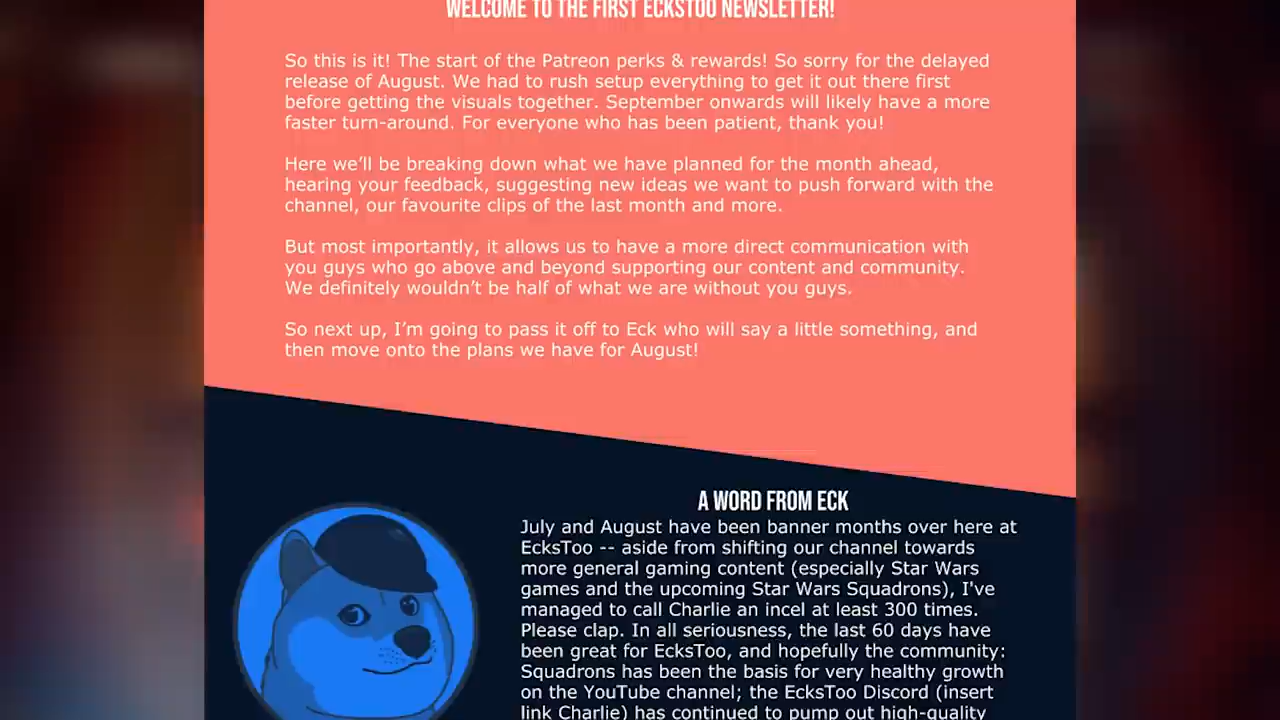 WELCOME TO THE FIRST ECKSTOO NEWSLETTER!
So this is it! The start of the Patreon perks & rewards! So sorry for the delayed
release of August. We had to rush setup everything to get it out there first
before getting the visuals together. September onwards will likely have a more
faster turn-around. For everyone who has been patient, thank you!
Here we'll be breaking down what we have planned for the month ahead,
hearing your feedback, suggesting new ideas we want to push forward with the
channel, our favourite clips of the last month and more.
But most importantly, it allows us to have a more direct communication with
you guys who go above and beyond supporting our content and community.
We definitely wouldn't be half of what we are without you guys.
So next up, I'm going to pass it off to Eck who will say a little something, and
then move onto the plans we have for August!
A WORD FROM ECK
July and August have been banner months over here at
EcksToo -- aside from shifting our channel towards
more general gaming content (especially Star Wars
games and the upcoming Star Wars Squadrons), I've
managed to call Charlie an incel at least 300 times.
Please clap. In all seriousness, the last 60 days have
been great for EcksToo, and hopefully the community:
Squadrons has been the basis for very healthy growth
on the YouTube channel; the EcksToo Discord (insert
link Charlie) has continued to pump out high-quality